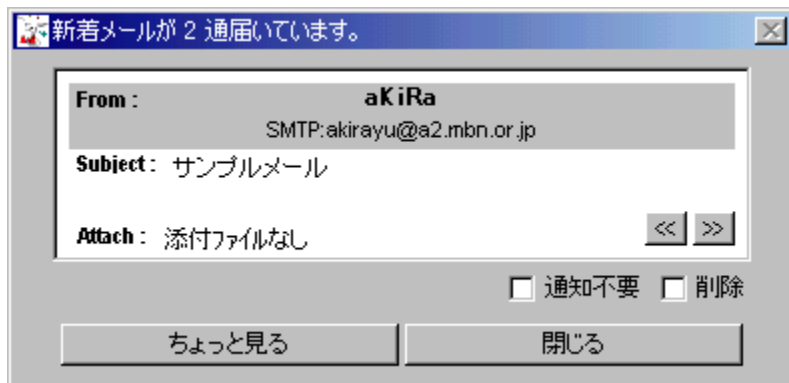 新着メールが 2 通届いています。
From : aKiRa
SMTP:akirayu@a2.mbn.or.jp
Subject : サンプルメール
Attach : 添付ファイルなし
<< >>
通知不要 削除
ちょっと見る 閉じる